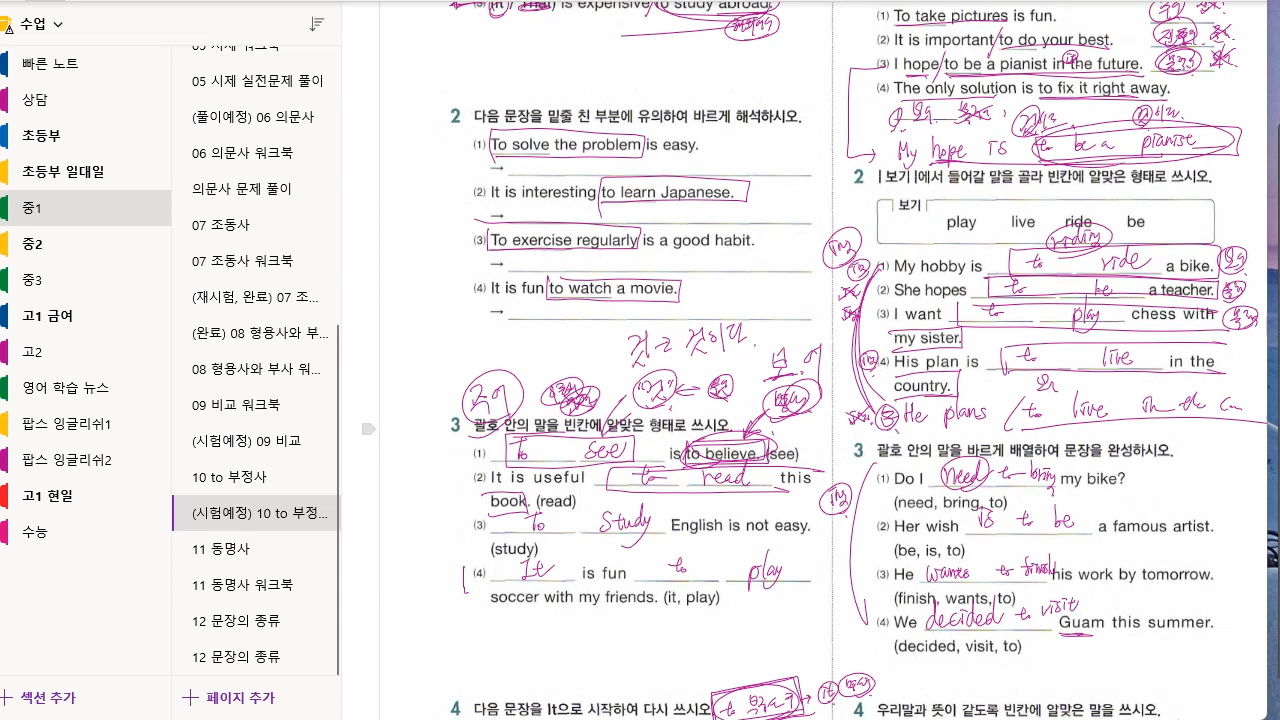 수업
빠른 노트
상담
초등부
초등부 일대일
중1
중2
중3
고1 금여
고2
영어 학습 뉴스
팝스 잉글리쉬1
팝스 잉글리쉬2
고1 현일
수능
섹션 추가
05 시제 워크북
05 시제 실전문제 풀이
(풀이예정) 06 의문사
06 의문사 워크북
의문사 문제 풀이
07 조동사
07 조동사 워크북
(재시험, 완료) 07 조...
(완료) 08 형용사와 부...
08 형용사와 부사 워...
09 비교 워크북
(시험예정) 09 비교
10 to 부정사
(시험예정) 10 to 부정...
11 동명사
11 동명사 워크북
12 문장의 종류
12 문장의 종류
페이지 추가
is expensive to study abroad.
2 다음 문장을 밑줄 친 부분에 유의하여 바르게 해석하시오.
(1) To solve the problem is easy.
→
(2) It is interesting to learn Japanese.
→
(3) To exercise regularly is a good habit.
→
(4) It is fun to watch a movie.
→
것 는 것이다.
주어
"것"
3 괄호 안의 말을 빈칸에 알맞은 형태로 쓰시오.
(1) To see is to believe. (see)
(2) It is useful to read this
book. (read)
(3) To study English is not easy.
(study)
(4) It is fun to play
soccer with my friends. (it, play)
4 다음 문장을 It으로 시작하여 다시 쓰시오.
(1) To take pictures is fun.
(2) It is important to do your best.
(3) I hope to be a pianist in the future.
(4) The only solution is to fix it right away.
My hope is to be a pianist
2 |보기|에서 들어갈 말을 골라 빈칸에 알맞은 형태로 쓰시오.
보기
play live ride be
riding
(1) My hobby is to ride a bike.
(2) She hopes to be a teacher.
(3) I want to play chess with
my sister.
(4) His plan is to live in the
country.
He plans to live in the
3 괄호 안의 말을 바르게 배열하여 문장을 완성하시오.
(1) Do I need to bring my bike?
(need, bring, to)
(2) Her wish is to be a famous artist.
(be, is, to)
(3) He wants to finish his work by tomorrow.
(finish, wants, to)
(4) We decided to visit Guam this summer.
(decided, visit, to)
4 우리말과 뜻이 같도록 빈칸에 알맞은 말을 쓰시오.